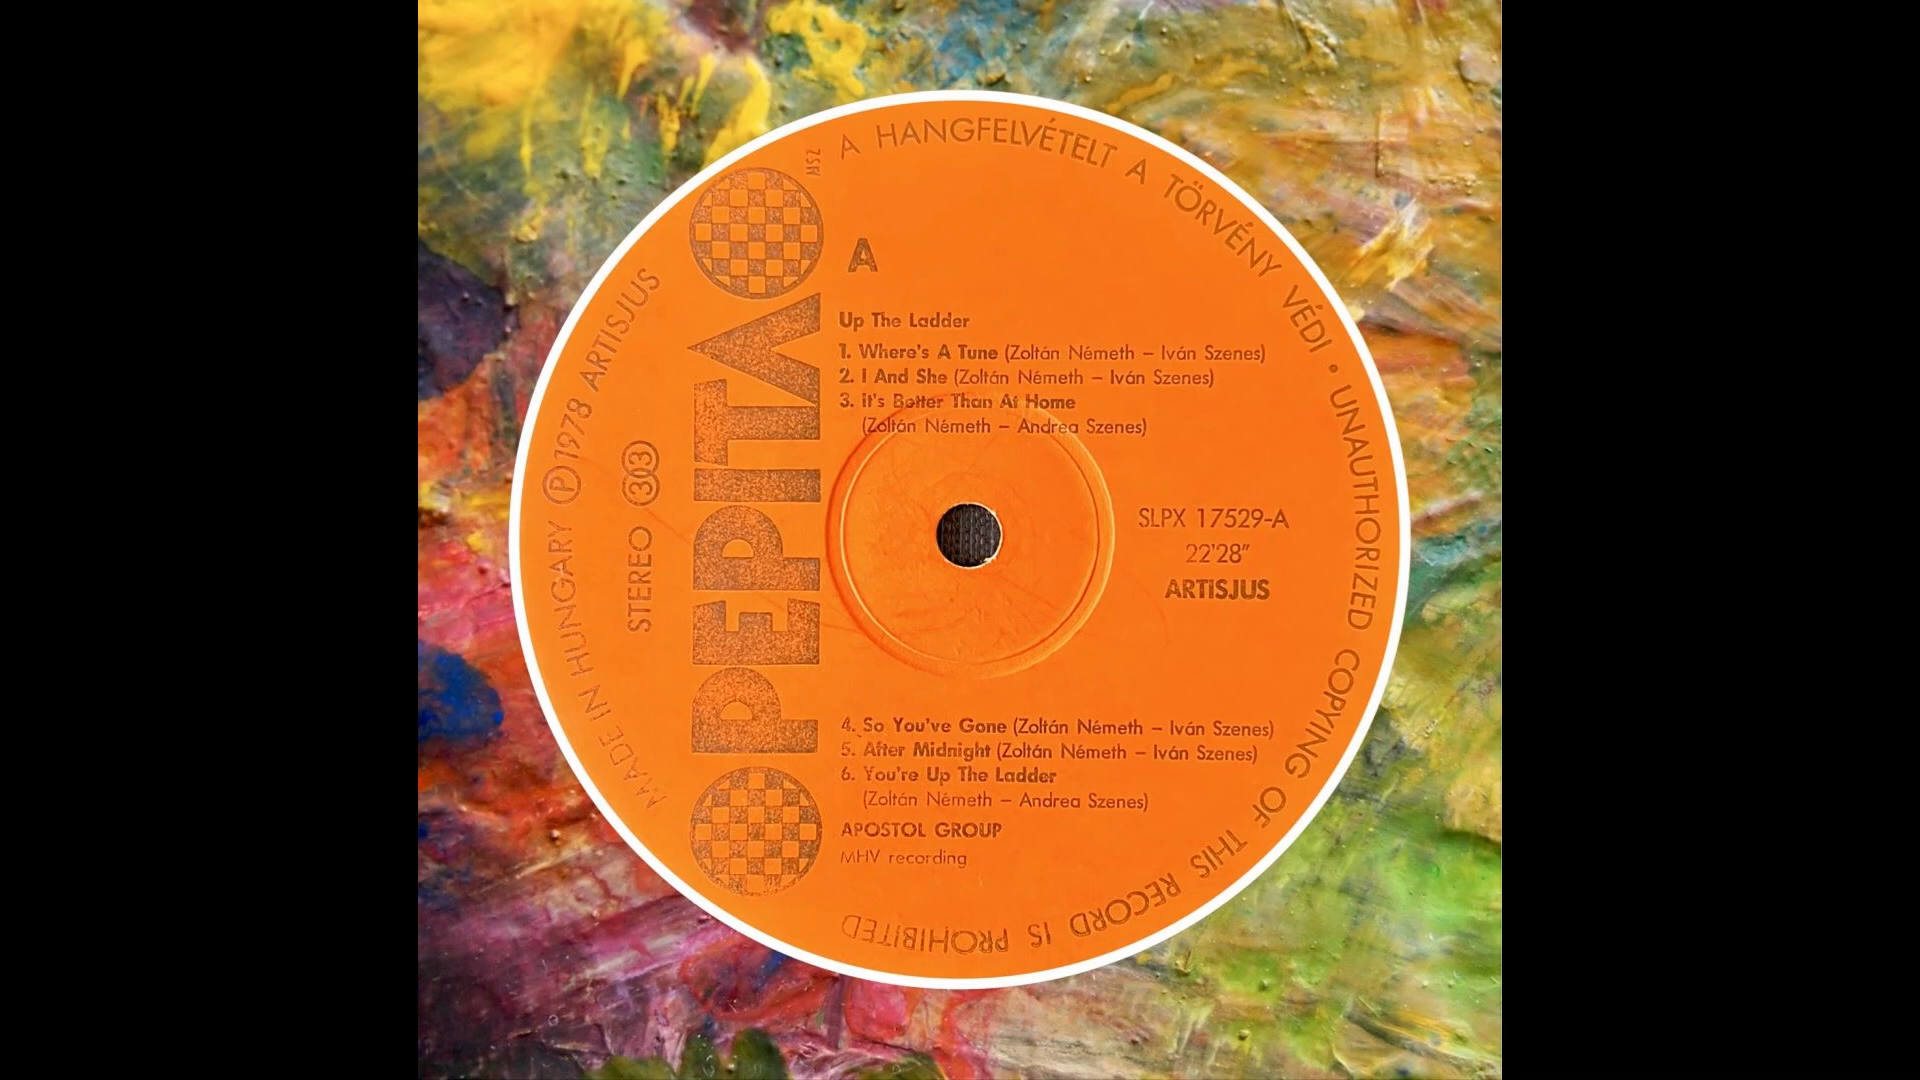 A HANGFELVÉTELT A TÖRVÉNY VÉDI • UNAUTHORIZED COPYING OF THIS RECORD IS PROHIBITED
MADE IN HUNGARY Ⓟ 1978 ARTISJUS
STEREO 33
PEPITA
MSZ
A
Up The Ladder
1. Where's A Tune (Zoltán Németh – Iván Szenes)
2. I And She (Zoltán Németh – Iván Szenes)
3. It's Better Than At Home
(Zoltán Németh – Andrea Szenes)
SLPX 17529-A
22'28"
ARTISJUS
4. So You've Gone (Zoltán Németh – Iván Szenes)
5. After Midnight (Zoltán Németh – Iván Szenes)
6. You're Up The Ladder
(Zoltán Németh – Andrea Szenes)
APOSTOL GROUP
MHV recording